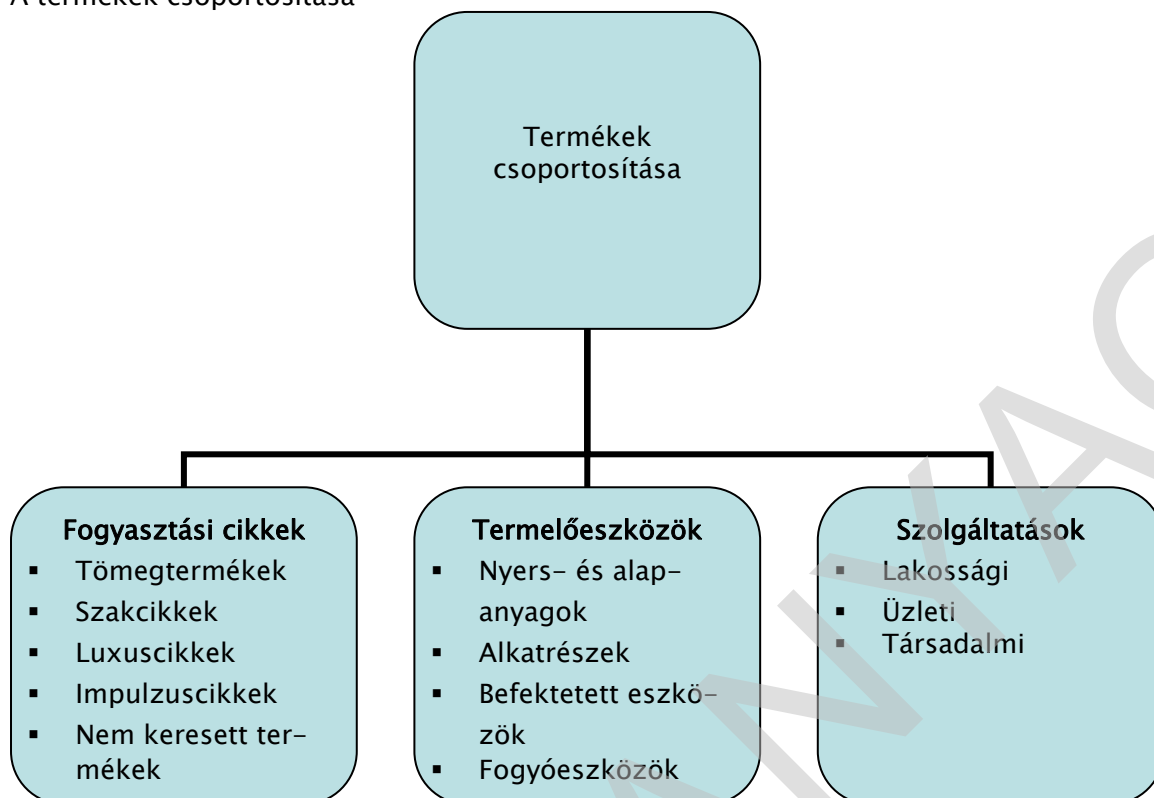 A termékek csoportosítása
Termékek
csoportosítása
Fogyasztási cikkek
▪ Tömegtermékek
▪ Szakcikkek
▪ Luxuscikkek
▪ Impulzuscikkek
▪ Nem keresett ter-
mékek
Termelőeszközök
▪ Nyers- és alap-
anyagok
▪ Alkatrészek
▪ Befektetett eszkö-
zök
▪ Fogyóeszközök
Szolgáltatások
▪ Lakossági
▪ Üzleti
▪ Társadalmi